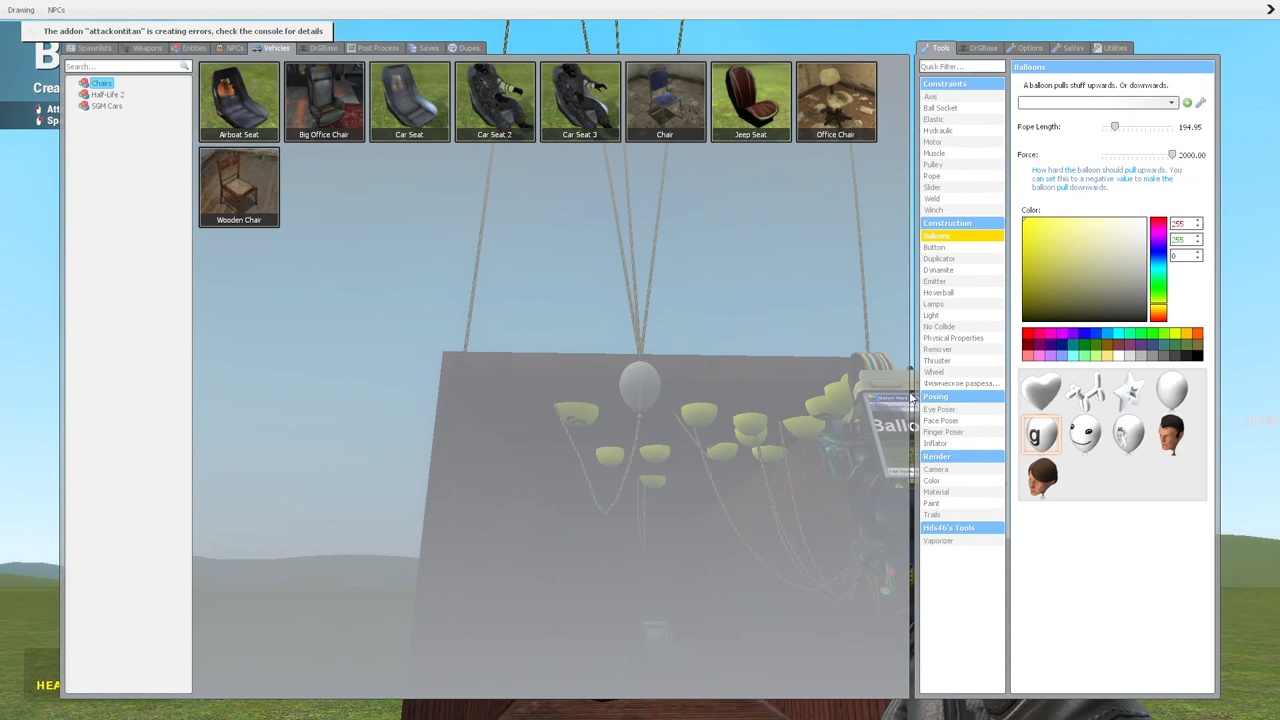 Drawing NPCs
The addon "attackontitan" is creating errors, check the console for details
B
Crea
Att
Sp
Spawnlists Weapons Entities NPCs Vehicles DrGBase Post Process Saves Dupes
Search...
Chairs
Half-Life 2
SGM Cars
Airboat Seat Big Office Chair Car Seat Car Seat 2 Car Seat 3 Chair Jeep Seat Office Chair
Wooden Chair
Ballo
HEA
Tools DrGBase Options SaVav Utilities
Quick Filter...
Constraints
Axis
Ball Socket
Elastic
Hydraulic
Motor
Muscle
Pulley
Rope
Slider
Weld
Winch
Construction
Balloons
Button
Duplicator
Dynamite
Emitter
Hoverball
Lamps
Light
No Collide
Physical Properties
Remover
Thruster
Wheel
Физическое разреза...
Posing
Eye Poser
Face Poser
Finger Poser
Inflator
Render
Camera
Color
Material
Paint
Trails
Hds46's Tools
Vaporizer
Balloons
A balloon pulls stuff upwards. Or downwards.
Rope Length: 194.95
Force: 2000.00
How hard the balloon should pull upwards. You
can set this to a negative value to make the
balloon pull downwards.
Color:
255
255
0
g